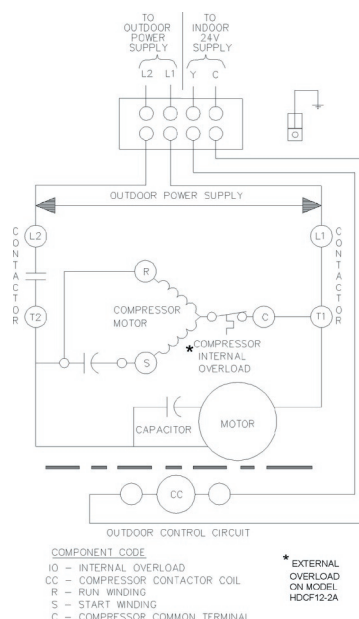 TO
OUTDOOR
POWER
SUPPLY
TO
INDOOR
24V
SUPPLY
L2 L1 Y C
OUTDOOR POWER SUPPLY
CONTACTOR
L2
T2
CONTACTOR
L1
T1
R
COMPRESSOR
MOTOR
C
S
* COMPRESSOR
INTERNAL
OVERLOAD
CAPACITOR
MOTOR
CC
OUTDOOR CONTROL CIRCUIT
COMPONENT CODE
IO – INTERNAL OVERLOAD
CC – COMPRESSOR CONTACTOR COIL
R – RUN WINDING
S – START WINDING
C – COMPRESSOR COMMON TERMINAL
* EXTERNAL
OVERLOAD
ON MODEL
HDCF12-2A